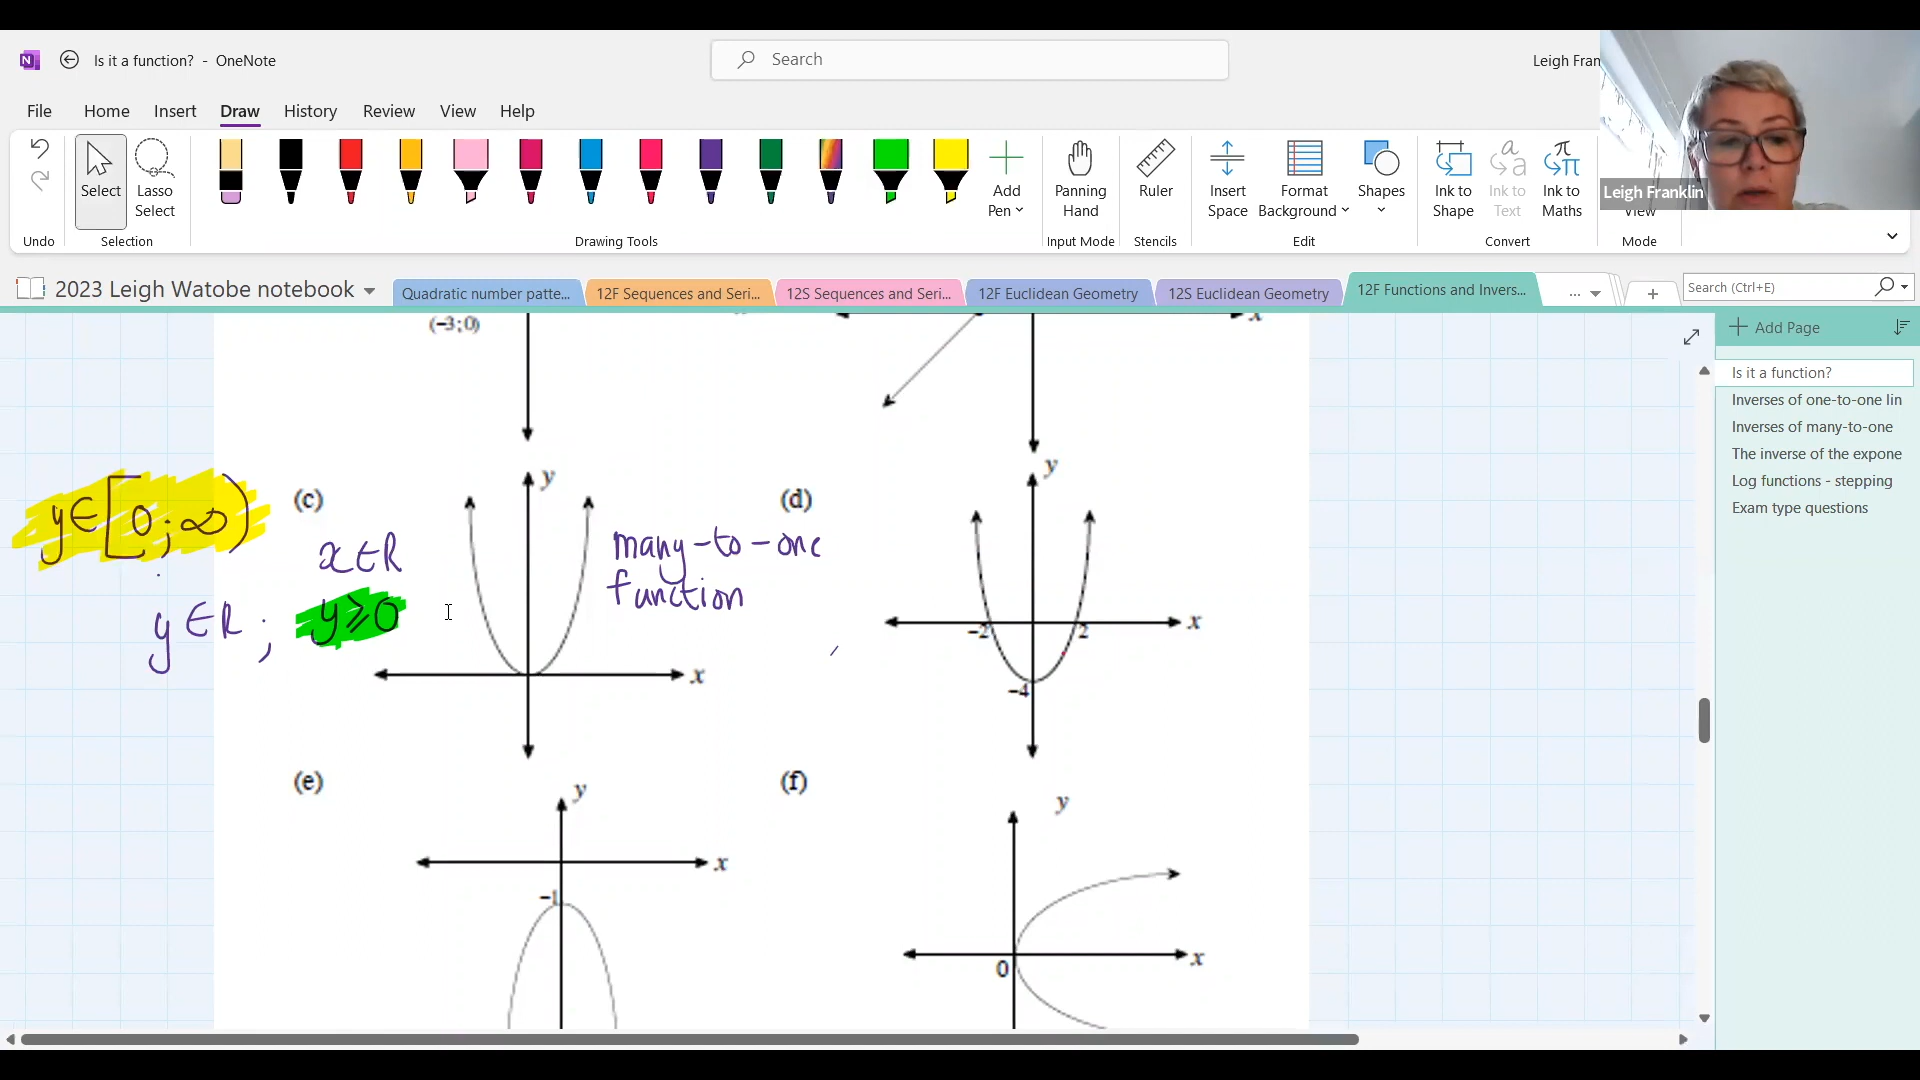 Is it a function? - OneNote
Search
Leigh Fran
File Home Insert Draw History Review View Help
Select
Lasso Select
Add Pen
Panning Hand
Ruler
Insert Space
Format Background
Shapes
Ink to Shape
Ink to Text
Ink to Maths
View
Leigh Franklin
Undo Selection Drawing Tools Input Mode Stencils Edit Convert Mode
2023 Leigh Watobe notebook
Quadratic number patte...
12F Sequences and Seri...
12S Sequences and Seri...
12F Euclidean Geometry
12S Euclidean Geometry
12F Functions and Invers...
Search (Ctrl+E)
Add Page
Is it a function?
Inverses of one-to-one lin
Inverses of many-to-one
The inverse of the expone
Log functions - stepping
Exam type questions
(−3;0)
x
y∈[0;∞)
(c)
y
x∈R
many-to-one
function
y∈R; y≥0
x
(d)
y
−2 2 x
−4
(e)
y
x
−1
(f)
y
0 x